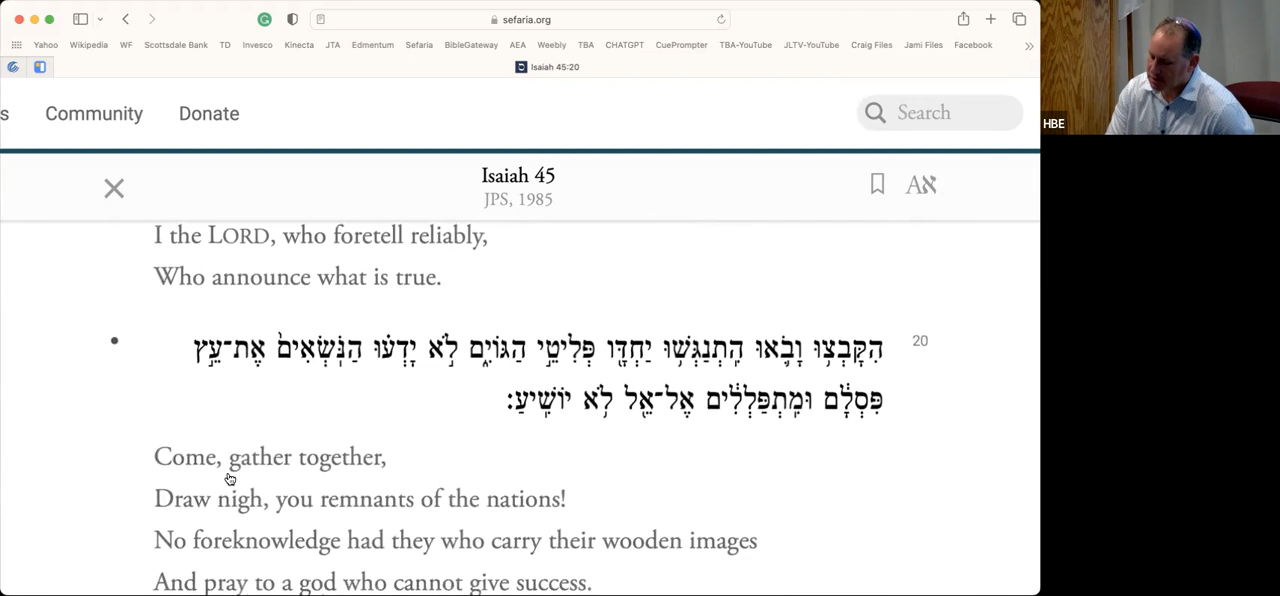 sefaria.org
Yahoo Wikipedia WF Scottsdale Bank TD Invesco Kinecta JTA Edmentum Sefaria BibleGateway AEA Weebly TBA CHATGPT CuePrompter TBA-YouTube JLTV-YouTube Craig Files Jami Files Facebook
Isaiah 45:20
s Community Donate Search
HBE
Isaiah 45
JPS, 1985
Aא
I the LORD, who foretell reliably,
Who announce what is true.
20
הִקָּבְצ֥וּ וָבֹ֛אוּ הִֽתְנַגְּשׁ֥וּ יַחְדָּ֖ו פְּלִיטֵ֣י הַגּוֹיִ֑ם לֹ֣א יָדְע֗וּ הַנֹּֽשְׂאִים֙ אֶת־עֵ֣ץ
פִּסְלָ֔ם וּמִֽתְפַּלְלִ֔ים אֶל־אֵ֖ל לֹ֥א יוֹשִֽׁיעַ׃
Come, gather together,
Draw nigh, you remnants of the nations!
No foreknowledge had they who carry their wooden images
And pray to a god who cannot give success.